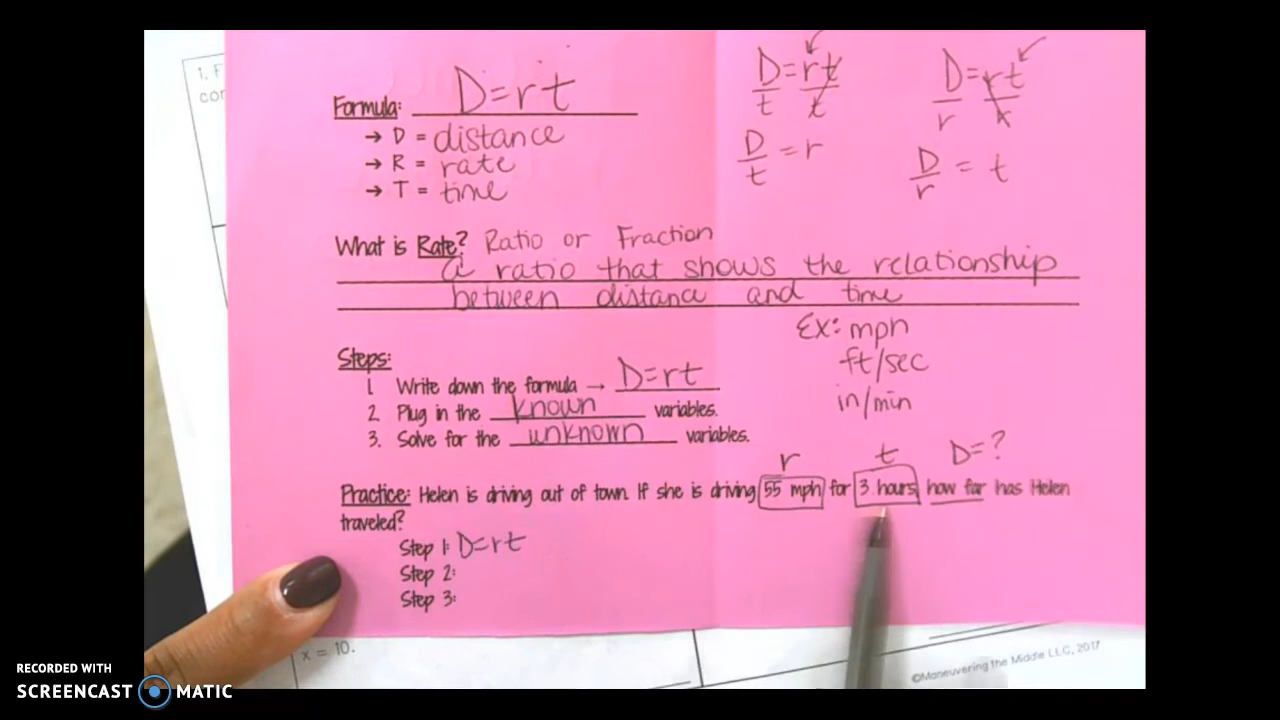 1. F
con
Formula: D=rt
→ D = distance
→ R = rate
→ T = time
D=rt
t t
D/t = r
D=rt
r r
D/r = t
What is Rate? Ratio or Fraction
a ratio that shows the relationship
between distance and time
Ex: mph
ft/sec
in/min
Steps:
1. Write down the formula → D=rt
2. Plug in the known variables.
3. Solve for the unknown variables.
r t D=?
Practice: Helen is driving out of town. If she is driving 55 mph for 3 hours, how far has Helen
traveled?
Step 1: D=rt
Step 2:
Step 3:
x = 10.
©Maneuvering the Middle LLC, 2017
RECORDED WITH
SCREENCAST MATIC